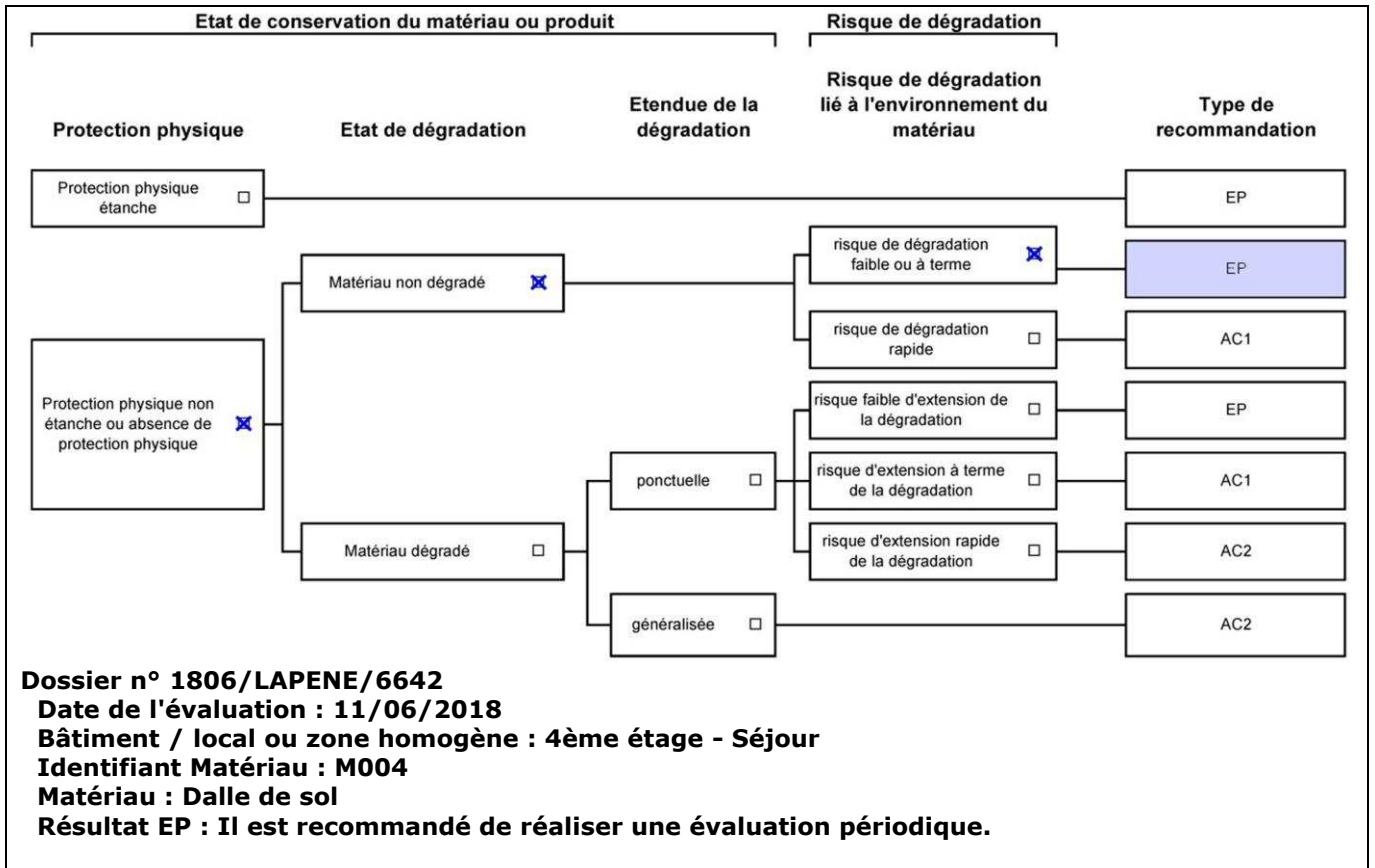 Etat de conservation du matériau ou produit
Risque de dégradation
Protection physique
Etat de dégradation
Etendue de la
dégradation
Risque de dégradation
lié à l'environnement du
matériau
Type de
recommandation
Protection physique
étanche
EP
risque de dégradation
faible ou à terme
EP
Matériau non dégradé
risque de dégradation
rapide
AC1
Protection physique non
étanche ou absence de
protection physique
risque faible d'extension de
la dégradation
EP
ponctuelle
risque d'extension à terme
de la dégradation
AC1
Matériau dégradé
risque d'extension rapide
de la dégradation
AC2
généralisée
AC2
Dossier n° 1806/LAPENE/6642
Date de l'évaluation : 11/06/2018
Bâtiment / local ou zone homogène : 4ème étage - Séjour
Identifiant Matériau : M004
Matériau : Dalle de sol
Résultat EP : Il est recommandé de réaliser une évaluation périodique.